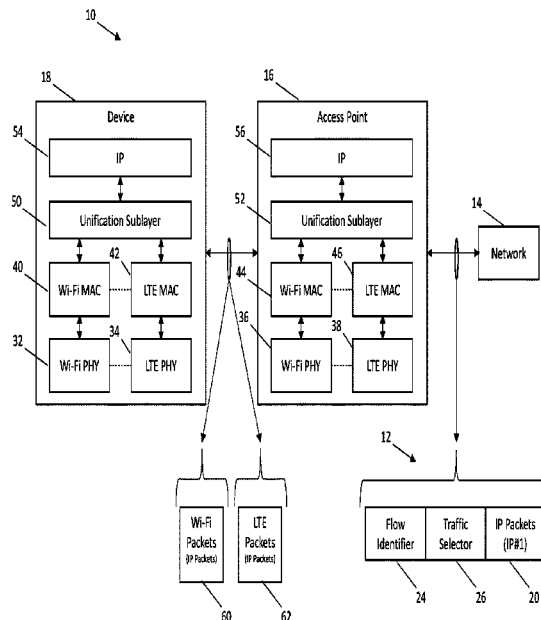 10
18
16
Device
Access Point
54
56
IP
IP
50
52
14
Unification Sublayer
Unification Sublayer
Network
40
42
46
Wi-Fi MAC
LTE MAC
44
Wi-Fi MAC
LTE MAC
32
34
36
38
Wi-Fi PHY
LTE PHY
Wi-Fi PHY
LTE PHY
12
Wi-Fi
Packets
(IP Packets)
LTE
Packets
(IP Packets)
Flow
Identifier
Traffic
Selector
IP Packets
(IP#1)
60
62
24
26
20